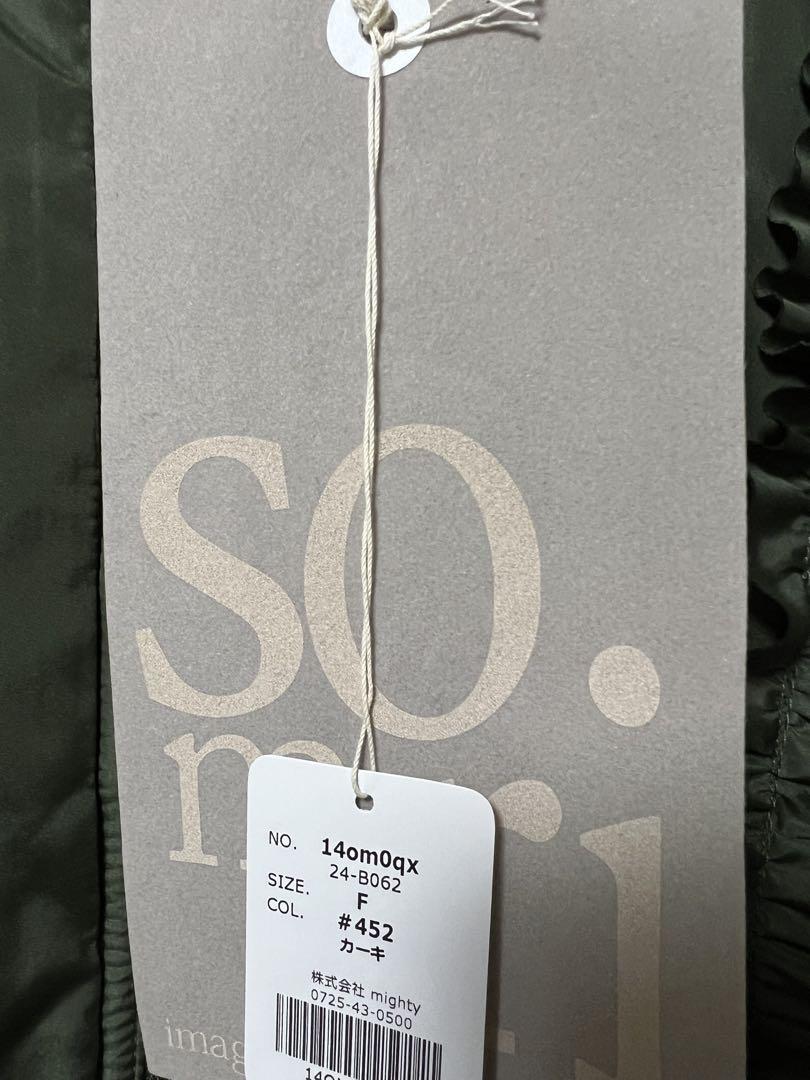 so.
NO. 14om0qx
24-B062
SIZE. F
COL. #452
カーキ
株式会社 mighty
0725-43-0500